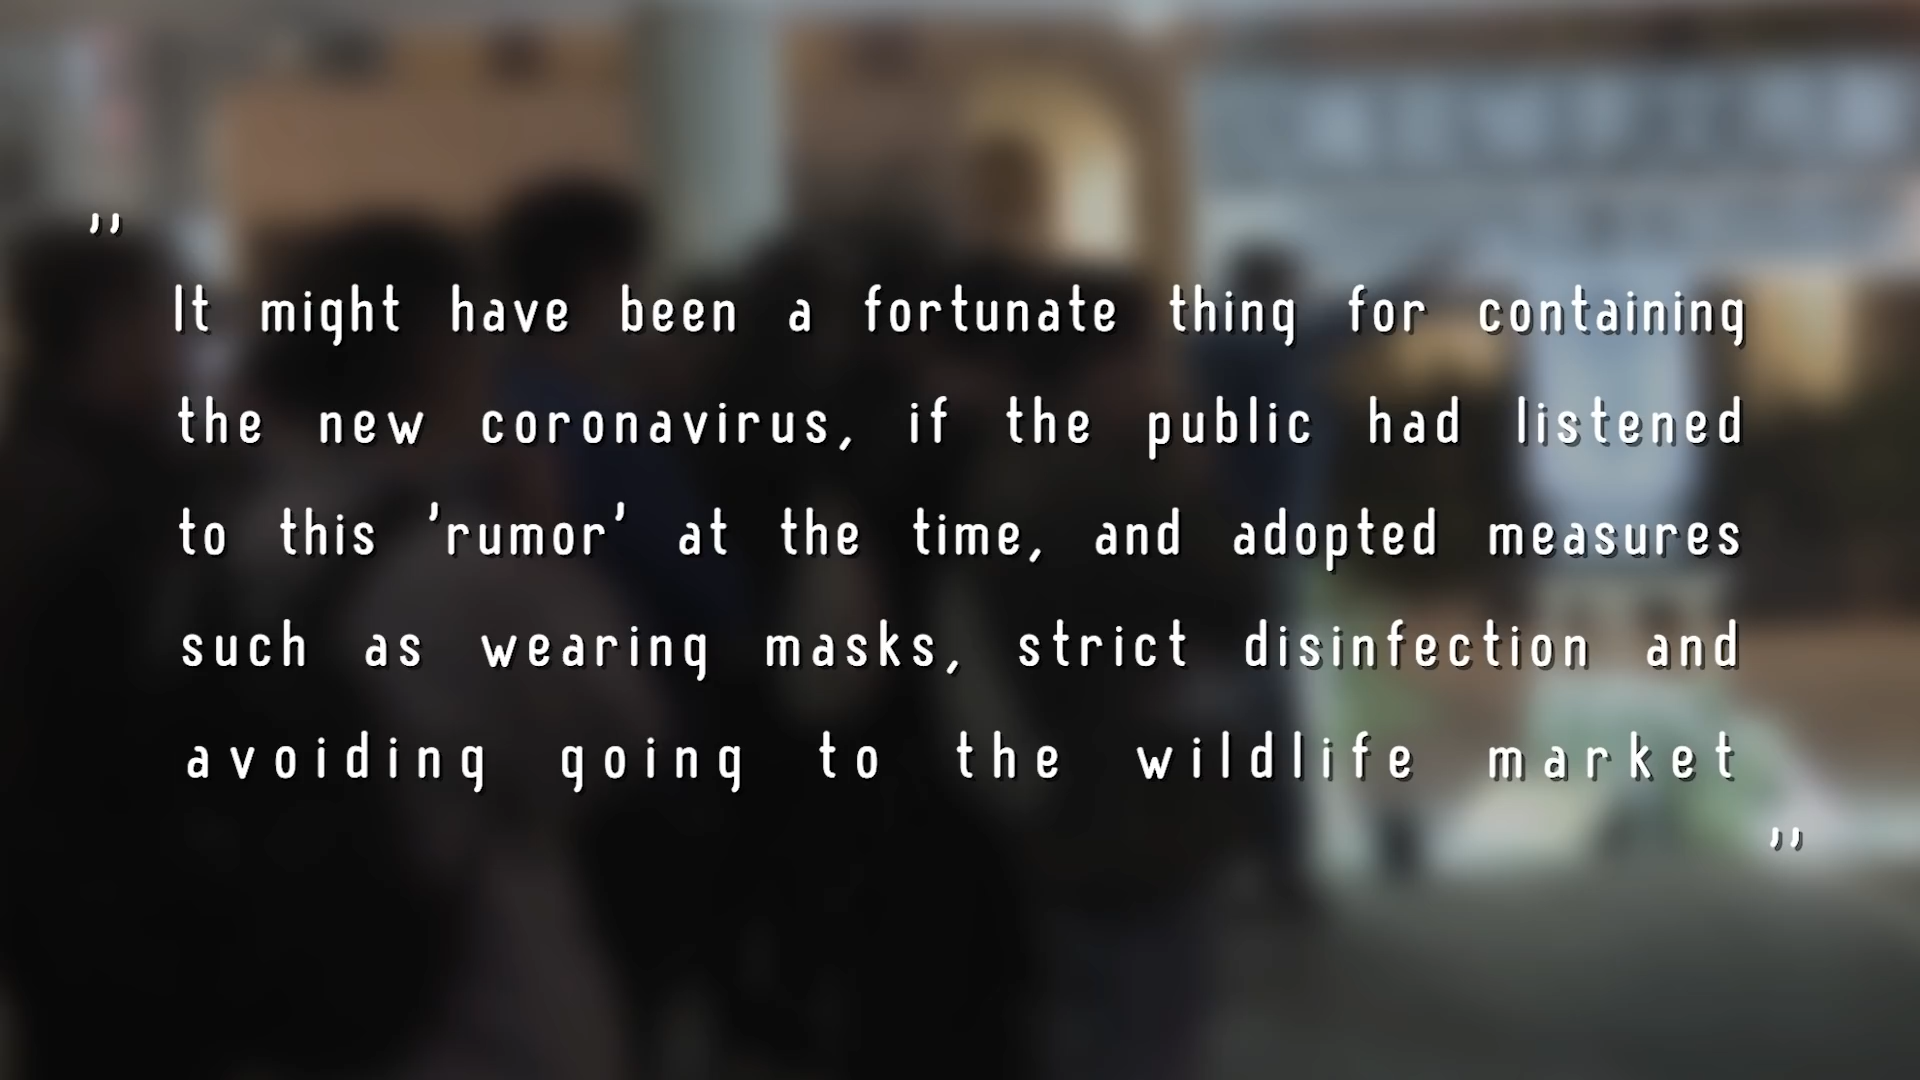 ”
It might have been a fortunate thing for containing
the new coronavirus, if the public had listened
to this 'rumor' at the time, and adopted measures
such as wearing masks, strict disinfection and
avoiding going to the wildlife market
”